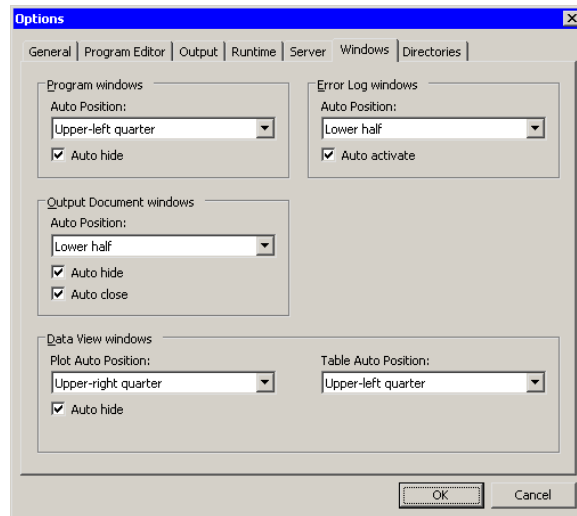 Options
General Program Editor Output Runtime Server Windows Directories
Program windows
Auto Position:
Upper-left quarter
Auto hide
Error Log windows
Auto Position:
Lower half
Auto activate
Output Document windows
Auto Position:
Lower half
Auto hide
Auto close
Data View windows
Plot Auto Position:
Upper-right quarter
Auto hide
Table Auto Position:
Upper-left quarter
OK Cancel